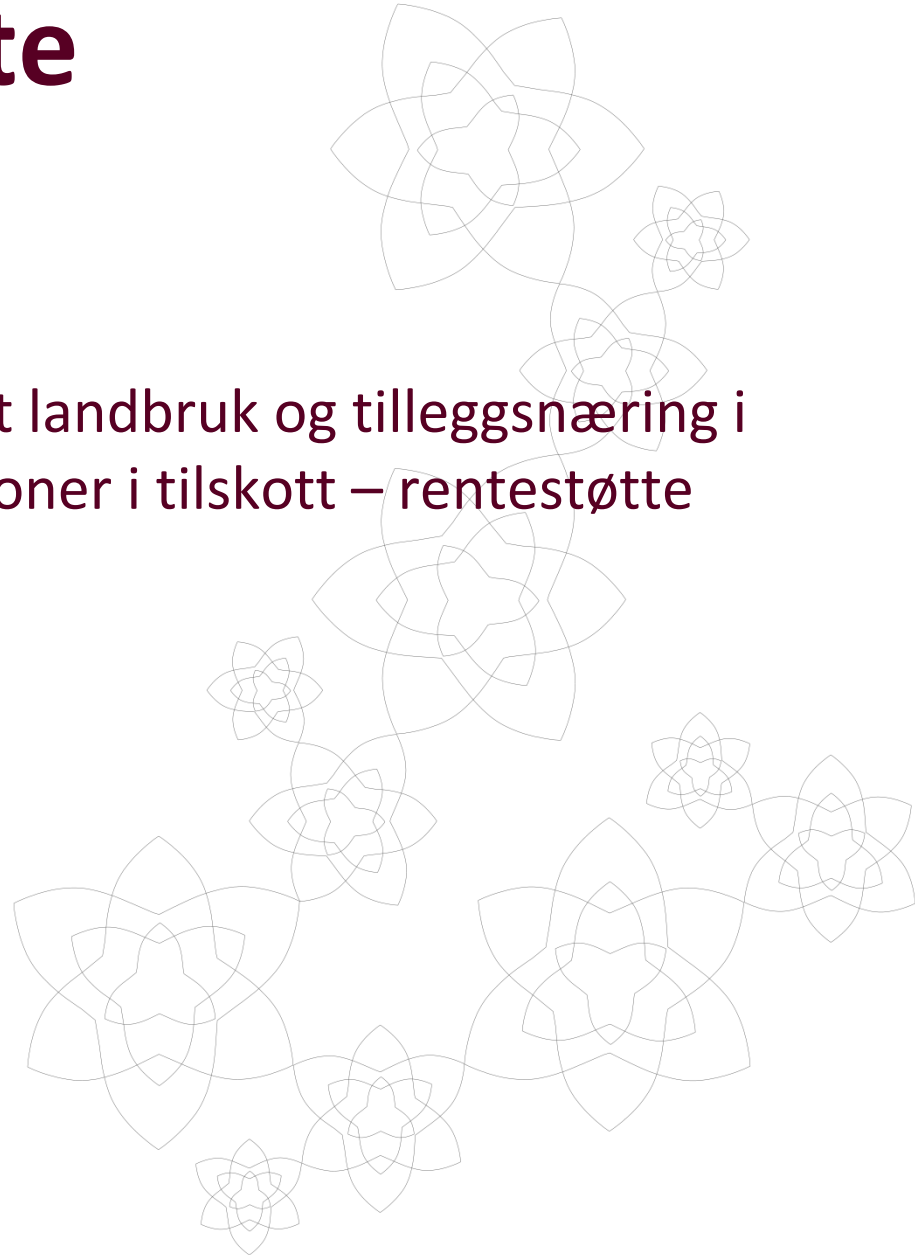 te
t landbruk og tilleggsnæring i
oner i tilskott – rentestøtte